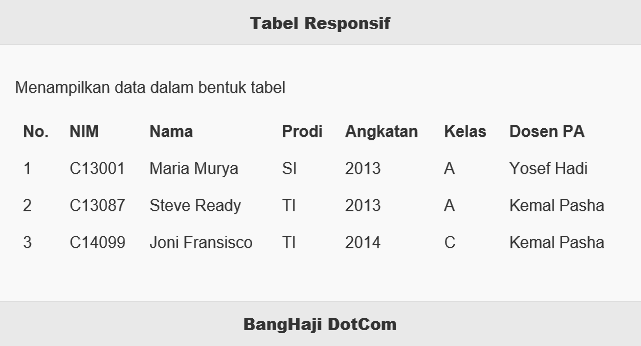 Tabel Responsif
Menampilkan data dalam bentuk tabel
No. NIM Nama Prodi Angkatan Kelas Dosen PA
1 C13001 Maria Murya SI 2013 A Yosef Hadi
2 C13087 Steve Ready TI 2013 A Kemal Pasha
3 C14099 Joni Fransisco TI 2014 C Kemal Pasha
BangHaji DotCom